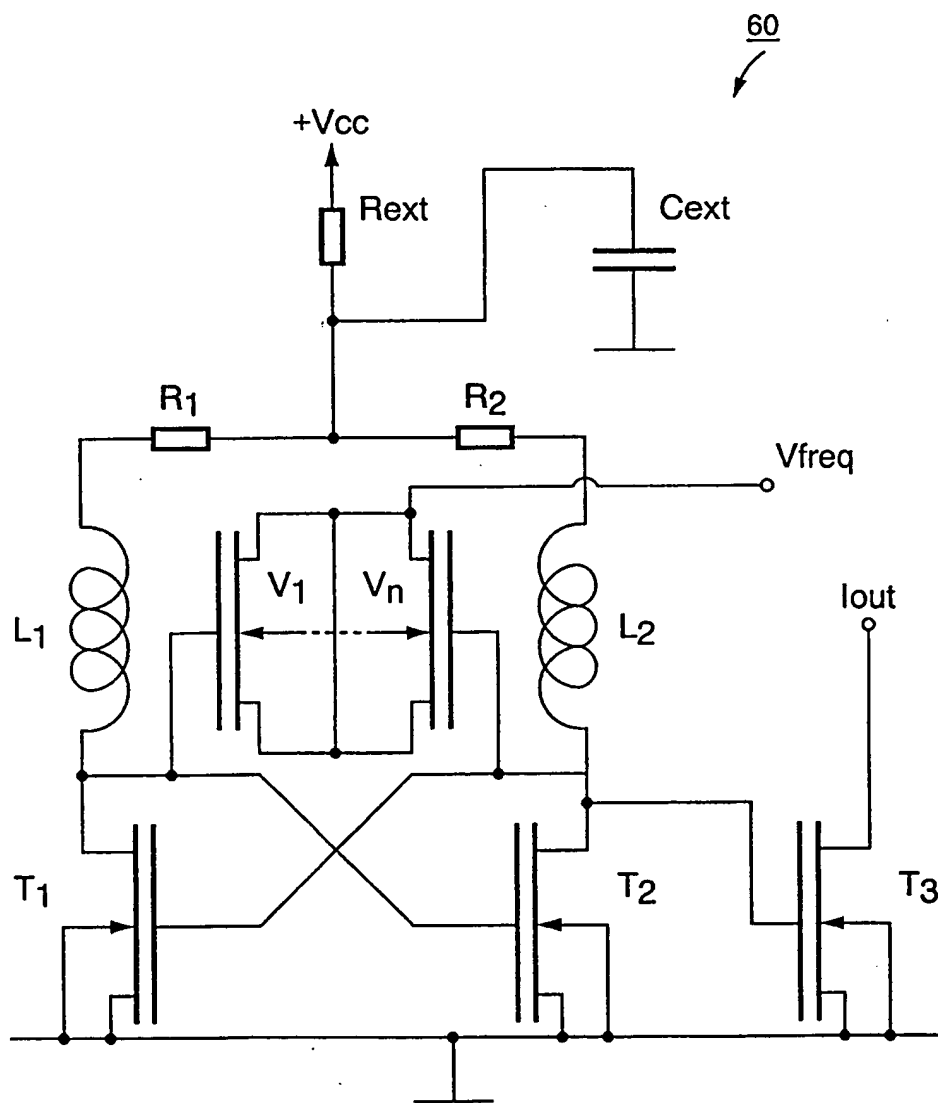 60
+Vcc
Rext
Cext
R1
R2
Vfreq
V1
Vn
Iout
L1
L2
T1
T2
T3